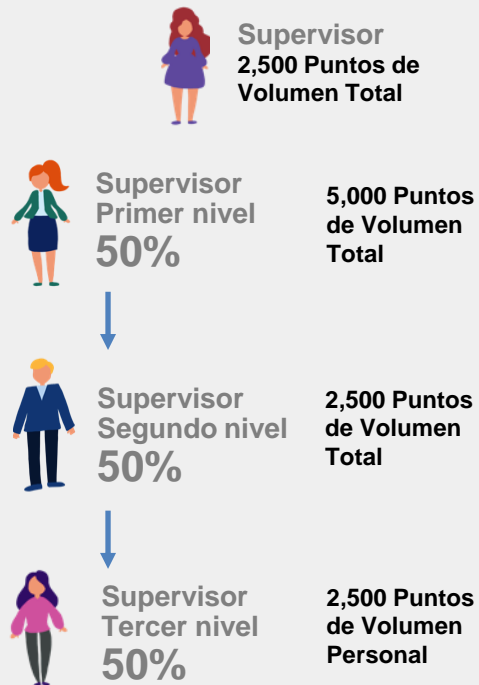 Supervisor
2,500 Puntos de
Volumen Total
Supervisor
Primer nivel
50%
5,000 Puntos
de Volumen
Total
Supervisor
Segundo nivel
50%
2,500 Puntos
de Volumen
Total
Supervisor
Tercer nivel
50%
2,500 Puntos
de Volumen
Personal